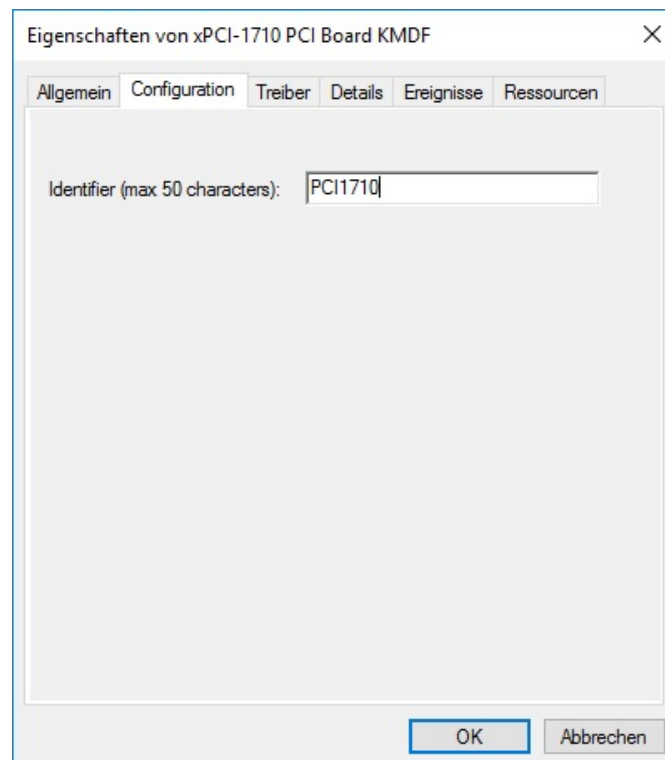 Eigenschaften von xPCI-1710 PCI Board KMDF
Allgemein Configuration Treiber Details Ereignisse Ressourcen
Identifier (max 50 characters): PCI1710
OK Abbrechen